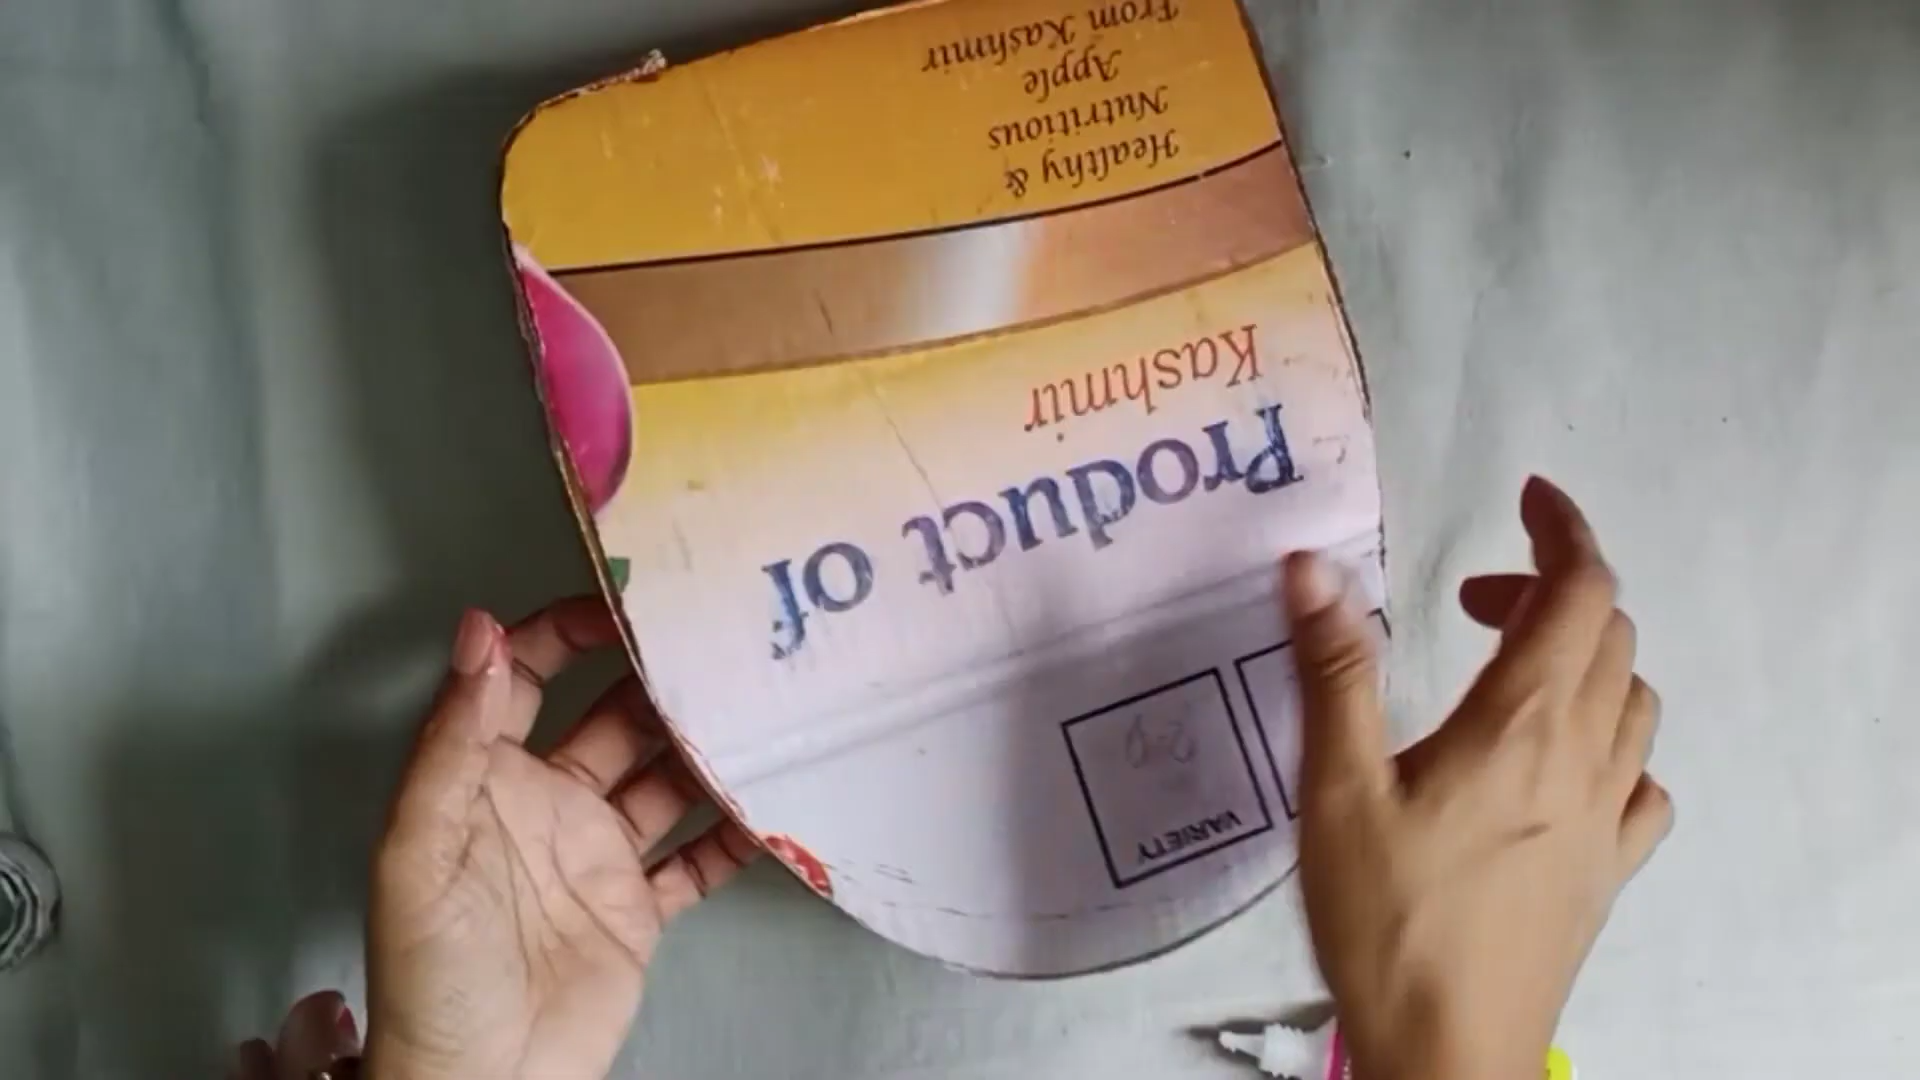 VARIETY
Product of
Kashmir
Healthy &
Nutritious
Apple
From Kashmir